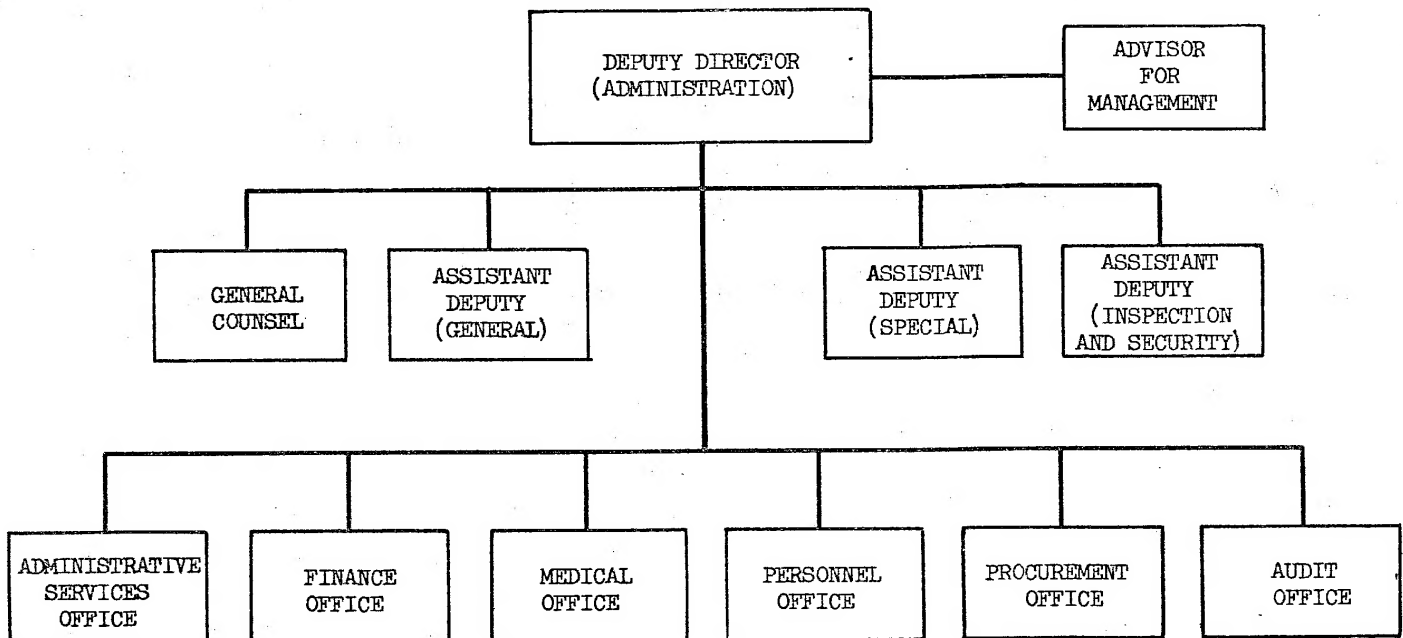 DEPUTY DIRECTOR
(ADMINISTRATION)
ADVISOR
FOR
MANAGEMENT
GENERAL
COUNSEL
ASSISTANT
DEPUTY
(GENERAL)
ASSISTANT
DEPUTY
(SPECIAL)
ASSISTANT
DEPUTY
(INSPECTION
AND SECURITY)
ADMINISTRATIVE
SERVICES
OFFICE
FINANCE
OFFICE
MEDICAL
OFFICE
PERSONNEL
OFFICE
PROCUREMENT
OFFICE
AUDIT
OFFICE